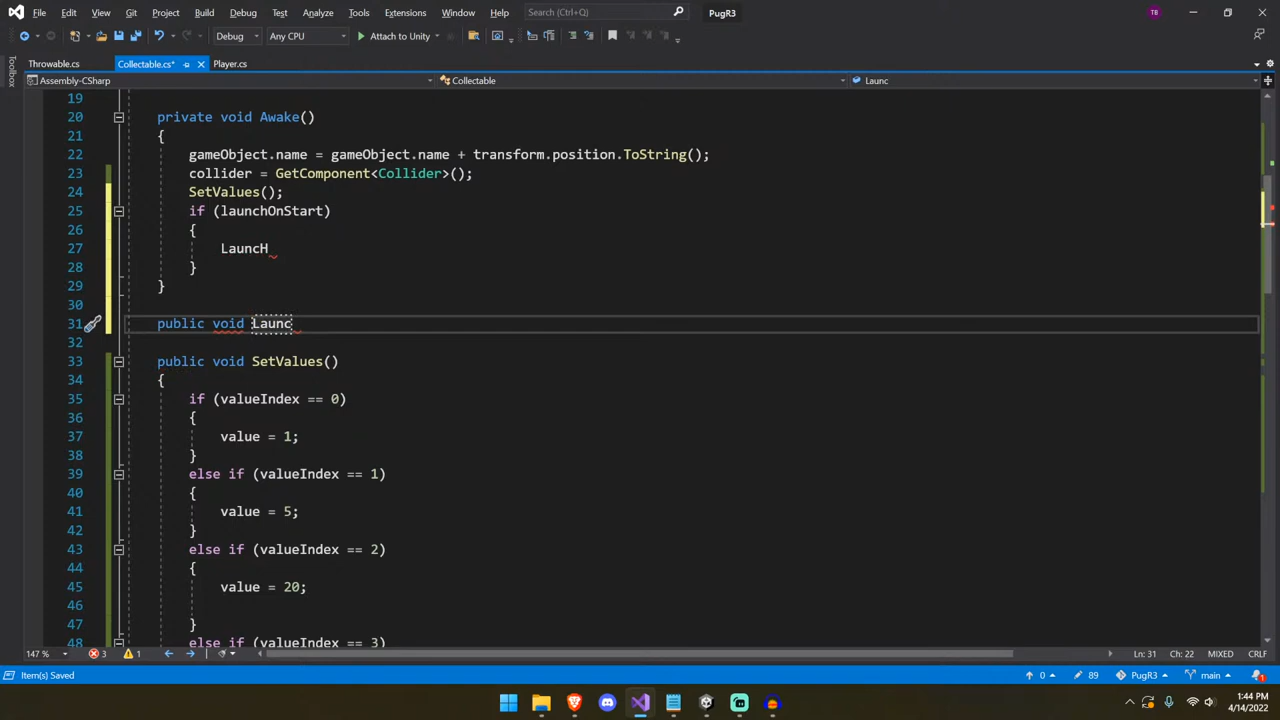 File Edit View Git Project Build Debug Test Analyze Tools Extensions Window Help Search (Ctrl+Q) PugR3 TB
Debug Any CPU Attach to Unity
Throwable.cs Collectable.cs* Player.cs
Toolbox
Assembly-CSharp Collectable Launc
19
20 private void Awake()
21 {
22 gameObject.name = gameObject.name + transform.position.ToString();
23 collider = GetComponent<Collider>();
24 SetValues();
25 if (launchOnStart)
26 {
27 LauncH
28 }
29 }
30
31 public void Launc
32
33 public void SetValues()
34 {
35 if (valueIndex == 0)
36 {
37 value = 1;
38 }
39 else if (valueIndex == 1)
40 {
41 value = 5;
42 }
43 else if (valueIndex == 2)
44 {
45 value = 20;
46
47 }
48 else if (valueIndex == 3)
147 % 3 1 Ln: 31 Ch: 22 MIXED CRLF
Item(s) Saved 0 89 PugR3 main 1
1:44 PM
4/14/2022